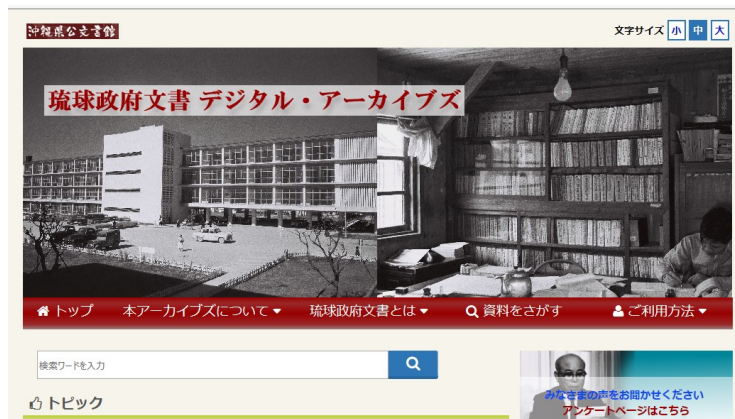 沖縄県公文書館
文字サイズ 小 中 大
琉球政府文書 デジタル・アーカイブズ
トップ 本アーカイブズについて▼ 琉球政府文書とは▼ 資料をさがす ご利用方法▼
検索ワードを入力
みなさまの声をお聞かせください
アンケートページはこちら
トピック